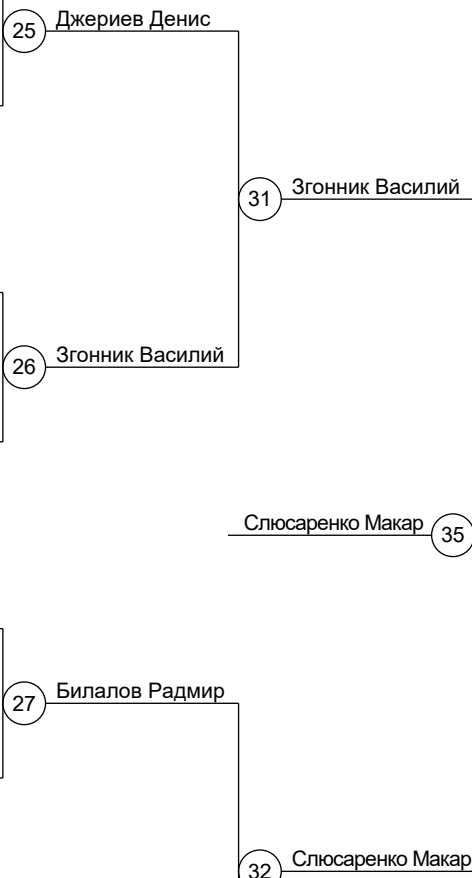 25 Джериев Денис
31 Згонник Василий
26 Згонник Василий
Слюсаренко Макар 35
27 Билалов Радмир
32 Слюсаренко Макар